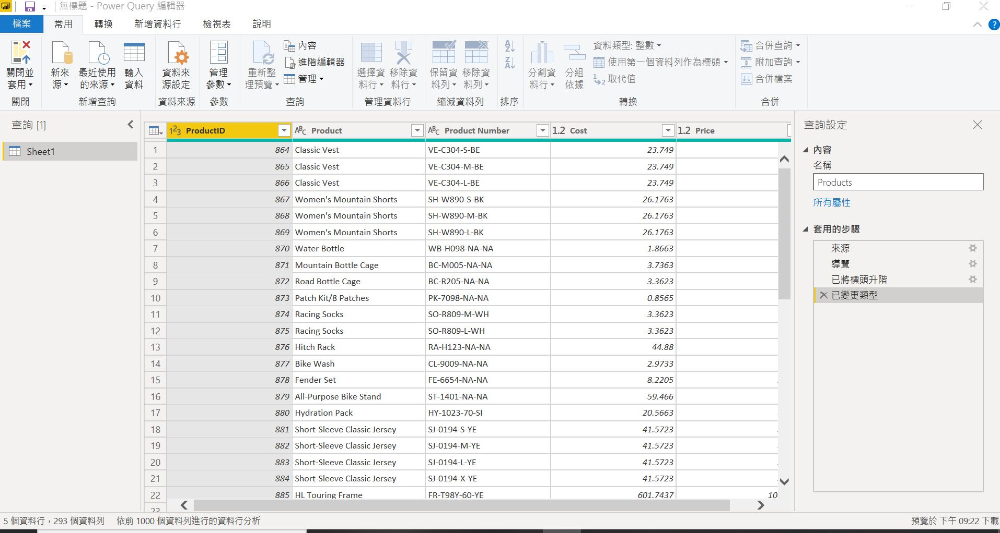 無標題 - Power Query 編輯器
檔案 常用 轉換 新增資料行 檢視表 說明
關閉並套用
新來源
最近使用的來源
輸入資料
資料來源設定
管理參數
重新整理預覽
內容
進階編輯器
管理
選擇資料行
移除資料行
保留資料列
移除資料列
分割資料行
分組依據
資料類型: 整數
使用第一個資料列作為標頭
1→2 取代值
合併查詢
附加查詢
合併檔案
關閉 新增查詢 資料來源 參數 查詢 管理資料行 縮減資料列 排序 轉換 合併
查詢 [1]
Sheet1
123 ProductID ABC Product ABC Product Number 1.2 Cost 1.2 Price
1 864 Classic Vest VE-C304-S-BE 23.749
2 865 Classic Vest VE-C304-M-BE 23.749
3 866 Classic Vest VE-C304-L-BE 23.749
4 867 Women's Mountain Shorts SH-W890-S-BK 26.1763
5 868 Women's Mountain Shorts SH-W890-M-BK 26.1763
6 869 Women's Mountain Shorts SH-W890-L-BK 26.1763
7 870 Water Bottle WB-H098-NA-NA 1.8663
8 871 Mountain Bottle Cage BC-M005-NA-NA 3.7363
9 872 Road Bottle Cage BC-R205-NA-NA 3.3623
10 873 Patch Kit/8 Patches PK-7098-NA-NA 0.8565
11 874 Racing Socks SO-R809-M-WH 3.3623
12 875 Racing Socks SO-R809-L-WH 3.3623
13 876 Hitch Rack RA-H123-NA-NA 44.88
14 877 Bike Wash CL-9009-NA-NA 2.9733
15 878 Fender Set FE-6654-NA-NA 8.2205
16 879 All-Purpose Bike Stand ST-1401-NA-NA 59.466
17 880 Hydration Pack HY-1023-70-SI 20.5663
18 881 Short-Sleeve Classic Jersey SJ-0194-S-YE 41.5723
19 882 Short-Sleeve Classic Jersey SJ-0194-M-YE 41.5723
20 883 Short-Sleeve Classic Jersey SJ-0194-L-YE 41.5723
21 884 Short-Sleeve Classic Jersey SJ-0194-X-YE 41.5723
22 885 HL Touring Frame FR-T98Y-60-YE 601.7437 10
23
查詢設定
內容
名稱
Products
所有屬性
套用的步驟
來源
導覽
已將標頭升階
已變更類型
5 個資料行，293 個資料列 依前 1000 個資料列進行的資料行分析
預覽於 下午 09:22 下載